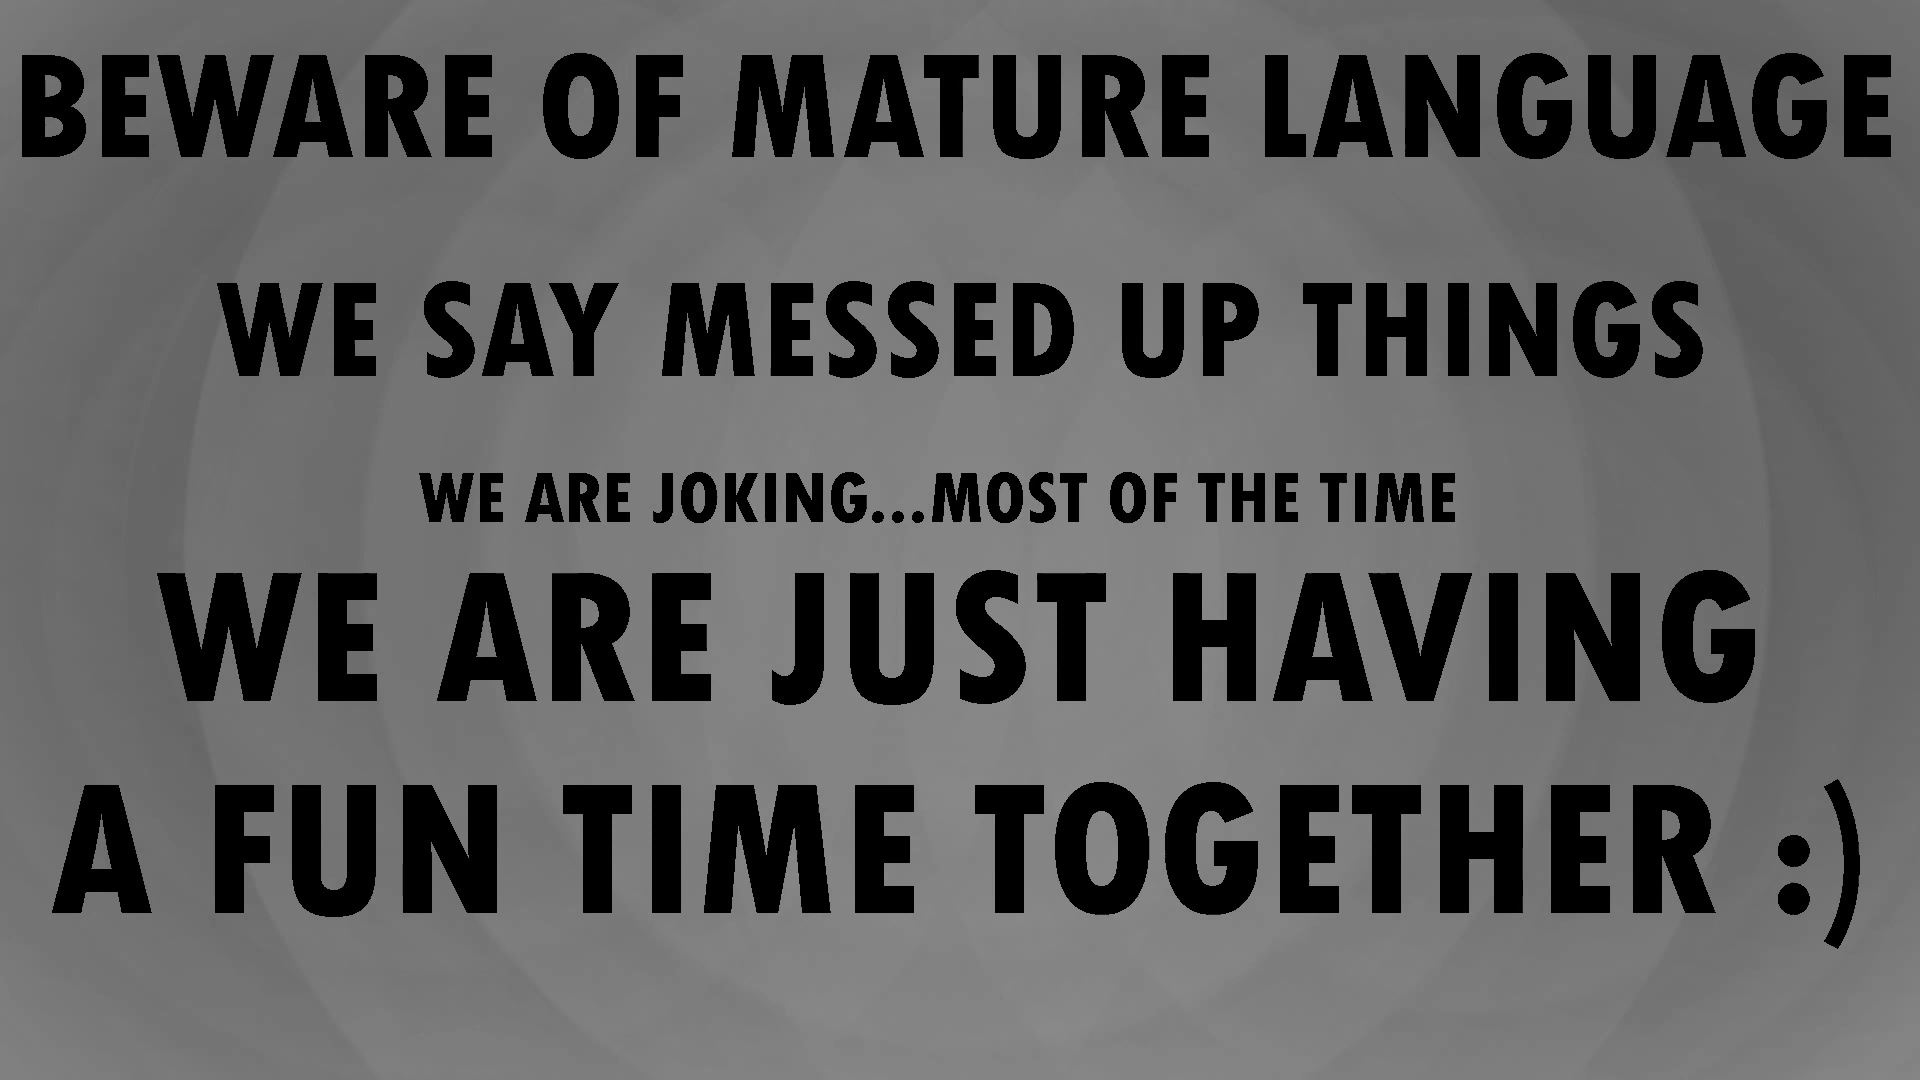 BEWARE OF MATURE LANGUAGE
WE SAY MESSED UP THINGS
WE ARE JOKING...MOST OF THE TIME
WE ARE JUST HAVING
A FUN TIME TOGETHER :)